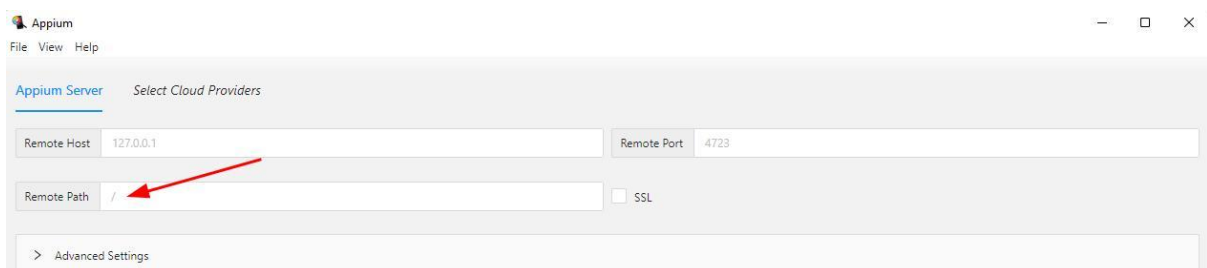 Appium
File View Help
Appium Server Select Cloud Providers
Remote Host 127.0.0.1 Remote Port 4723
Remote Path / SSL
> Advanced Settings